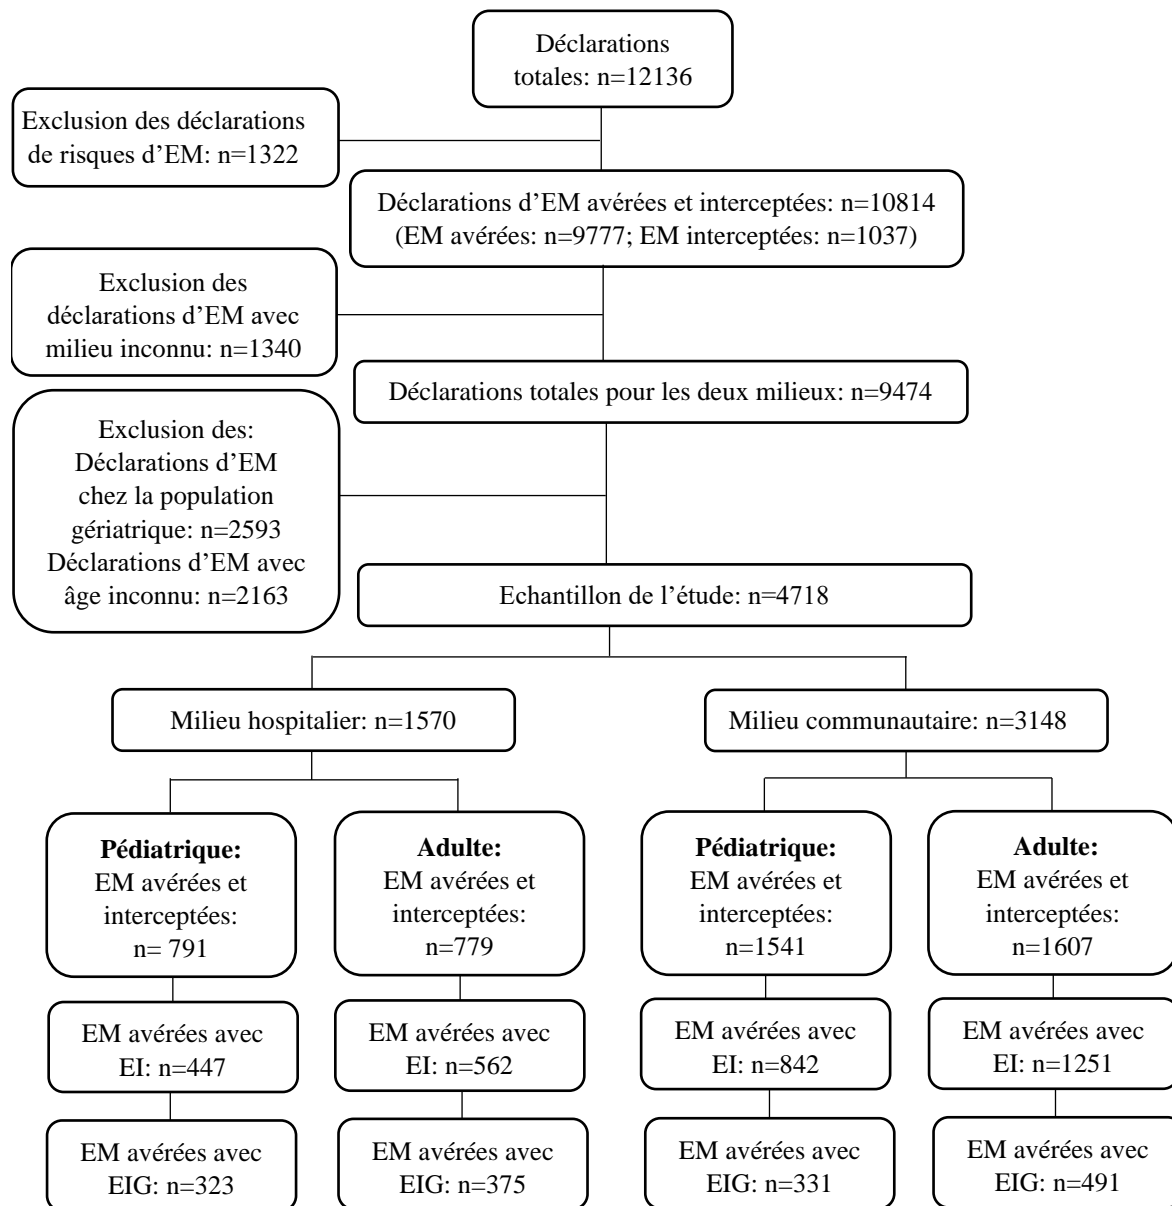 Déclarations
totales: n=12136
Exclusion des déclarations
de risques d’EM: n=1322
Déclarations d’EM avérées et interceptées: n=10814
(EM avérées: n=9777; EM interceptées: n=1037)
Exclusion des
déclarations d’EM avec
milieu inconnu: n=1340
Déclarations totales pour les deux milieux: n=9474
Exclusion des:
Déclarations d’EM
chez la population
gériatrique: n=2593
Déclarations d’EM avec
âge inconnu: n=2163
Echantillon de l’étude: n=4718
Milieu hospitalier: n=1570
Milieu communautaire: n=3148
Pédiatrique:
EM avérées et
interceptées:
n= 791
Adulte:
EM avérées et
interceptées:
n=779
Pédiatrique:
EM avérées et
interceptées:
n=1541
Adulte:
EM avérées et
interceptées:
n=1607
EM avérées avec
EI: n=447
EM avérées avec
EI: n=562
EM avérées avec
EI: n=842
EM avérées avec
EI: n=1251
EM avérées avec
EIG: n=323
EM avérées avec
EIG: n=375
EM avérées avec
EIG: n=331
EM avérées avec
EIG: n=491